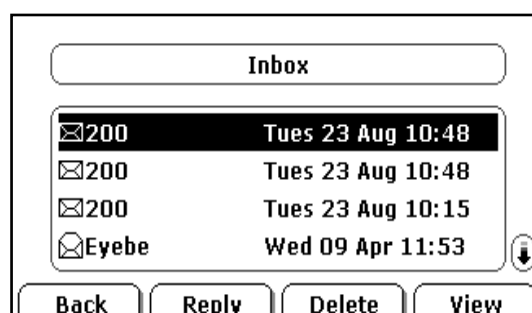 Inbox
200 Tues 23 Aug 10:48
200 Tues 23 Aug 10:48
200 Tues 23 Aug 10:15
Eyebe Wed 09 Apr 11:53
Back Reply Delete View